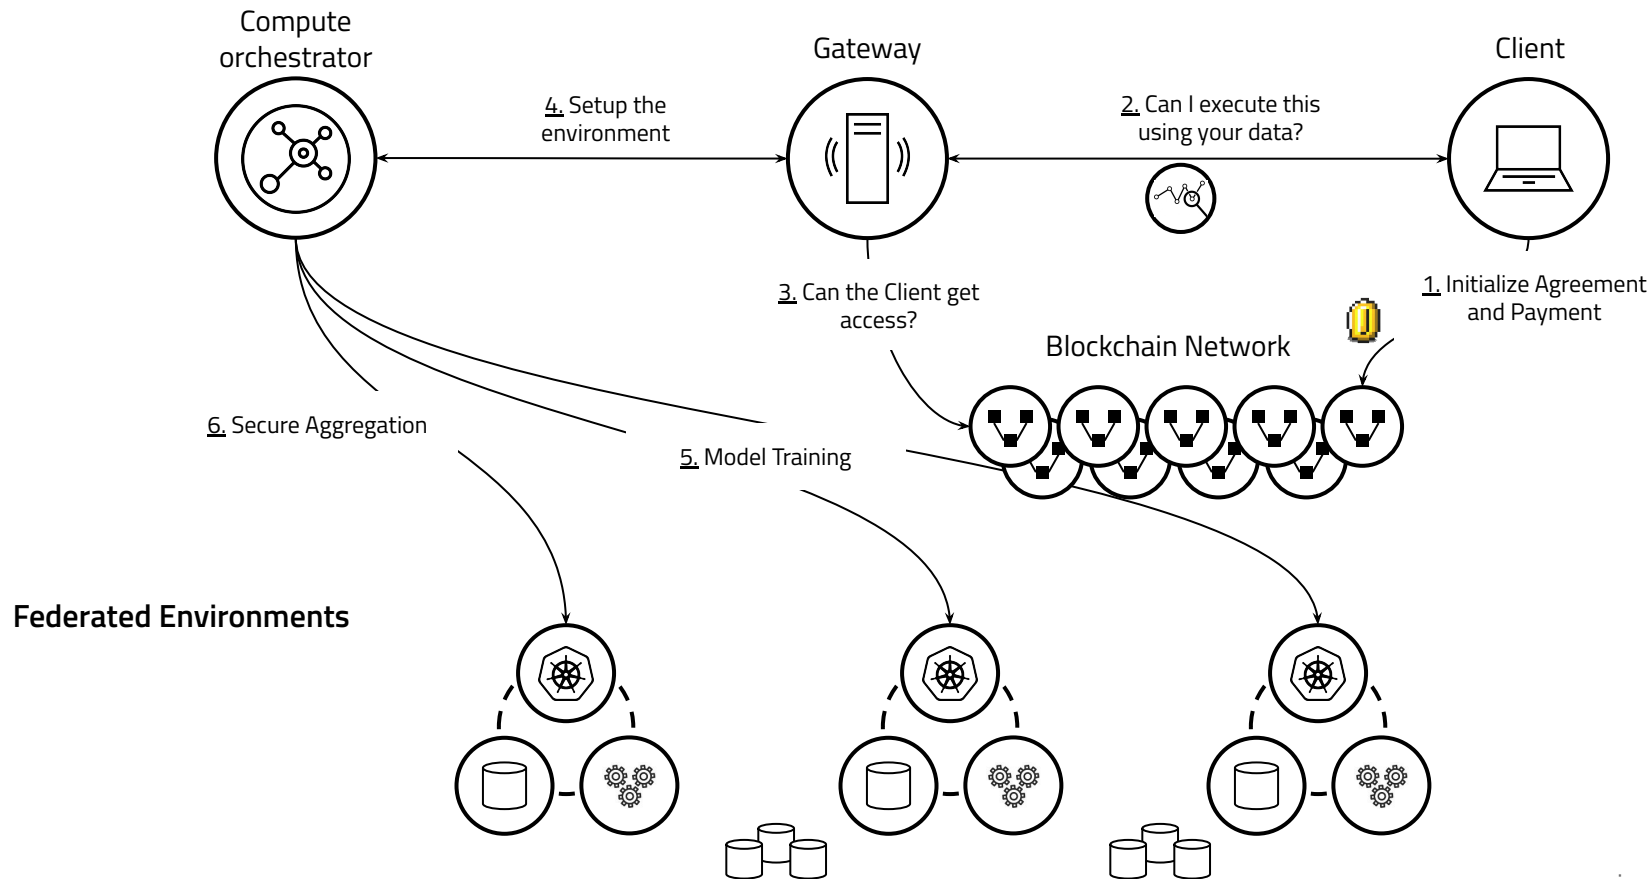 Compute
orchestrator
Gateway
Client
4. Setup the
environment
2. Can I execute this
using your data?
3. Can the Client get
access?
1. Initialize Agreement
and Payment
Blockchain Network
6. Secure Aggregation
5. Model Training
Federated Environments